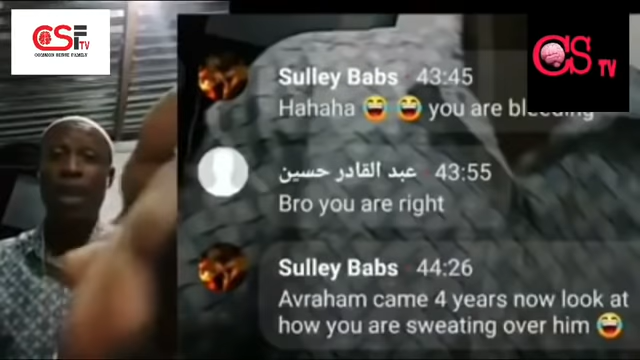 CSF TV
COMMON SENSE FAMILY
CS TV
Sulley Babs · 43:45
Hahaha 😂 😂 you are bleeding
عبد القادر حسين · 43:55
Bro you are right
Sulley Babs · 44:26
Avraham came 4 years now look at
how you are sweating over him 😂